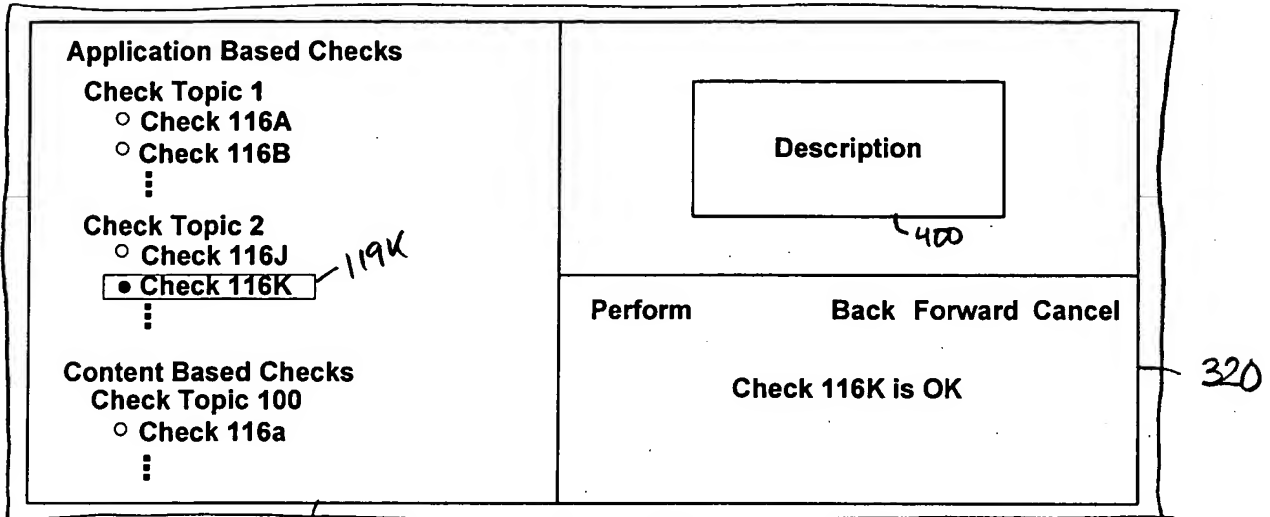 Application Based Checks
Check Topic 1
○ Check 116A
○ Check 116B
⋮
Check Topic 2
○ Check 116J
● Check 116K
119K
⋮
Content Based Checks
Check Topic 100
○ Check 116a
⋮
Description
400
Perform Back Forward Cancel
Check 116K is OK
320